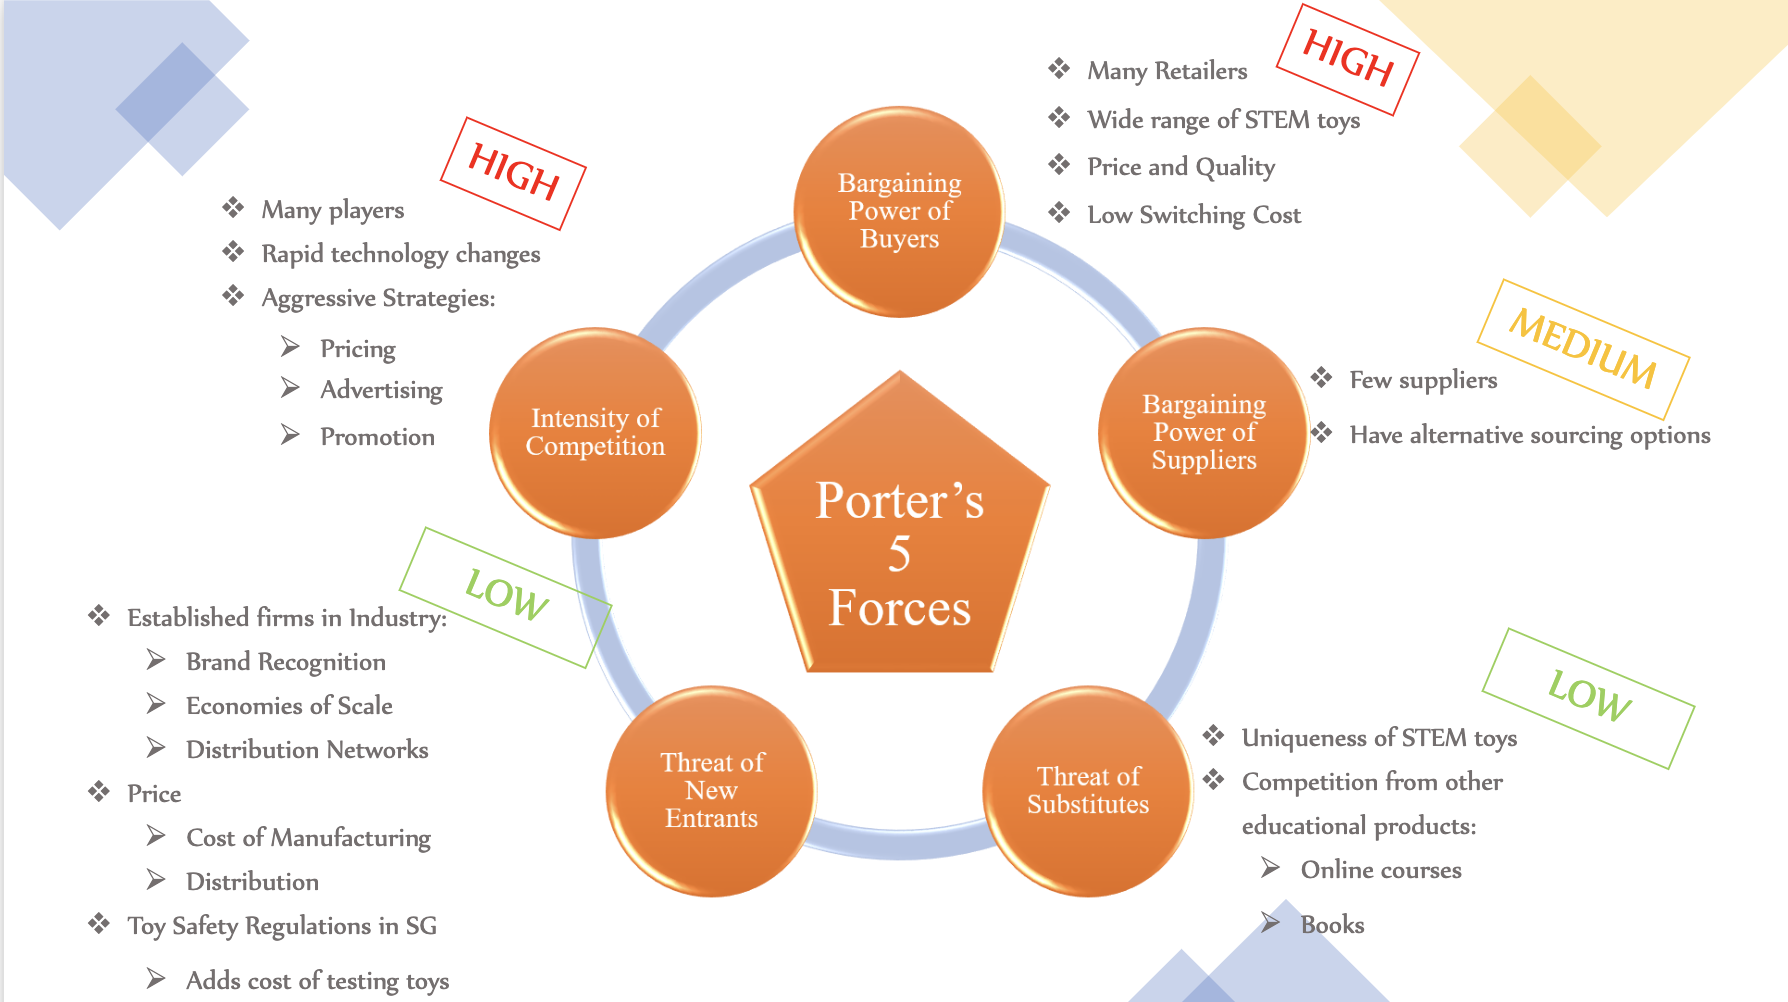 HIGH
Many Retailers
Wide range of STEM toys
Price and Quality
Low Switching Cost
Bargaining
Power of
Buyers
HIGH
Many players
Rapid technology changes
Aggressive Strategies:
Pricing
Advertising
Promotion
Intensity of
Competition
MEDIUM
Few suppliers
Have alternative sourcing options
Bargaining
Power of
Suppliers
Porter's
5
Forces
LOW
Established firms in Industry:
Brand Recognition
Economies of Scale
Distribution Networks
Price
Cost of Manufacturing
Distribution
Toy Safety Regulations in SG
Adds cost of testing toys
Threat of
New
Entrants
Threat of
Substitutes
LOW
Uniqueness of STEM toys
Competition from other
educational products:
Online courses
Books